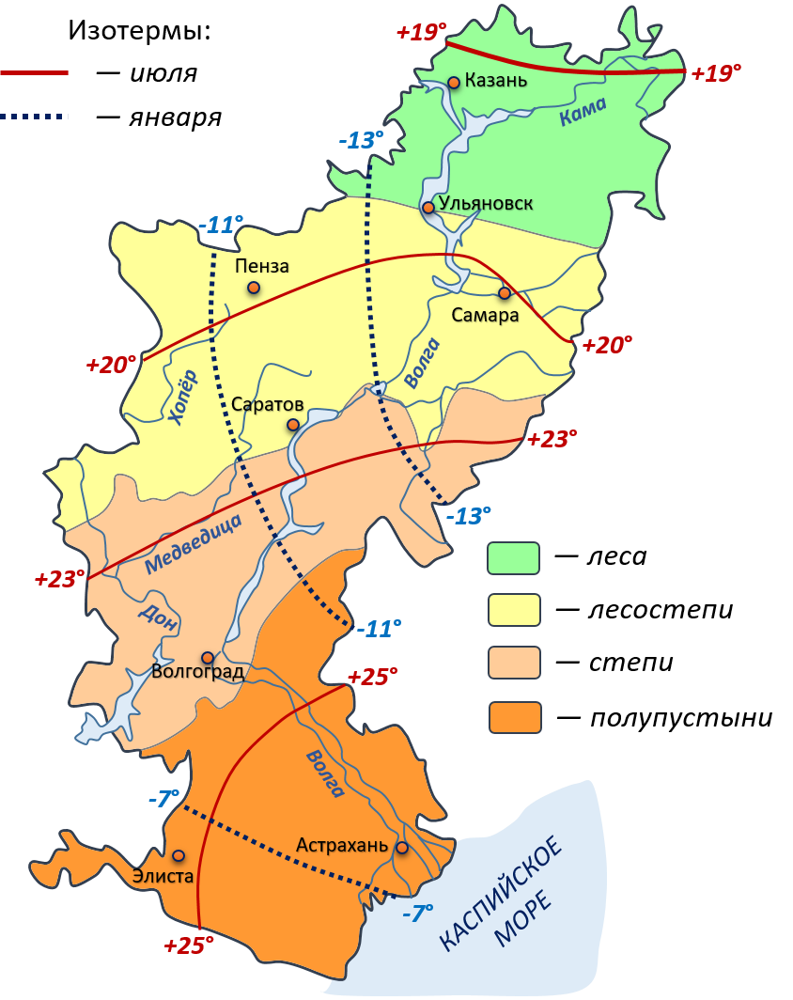 Изотермы:
— июля
— января
+19°
+19°
Казань
Кама
-13°
Ульяновск
-11°
Пенза
Самара
+20°
+20°
Волга
Хопёр
Саратов
+23°
-13°
Медведица
— леса
+23°
— лесостепи
Дон
-11°
— степи
Волгоград
+25°
— полупустыни
Волга
-7°
Астрахань
Элиста
КАСПИЙСКОЕ
МОРЕ
-7°
+25°